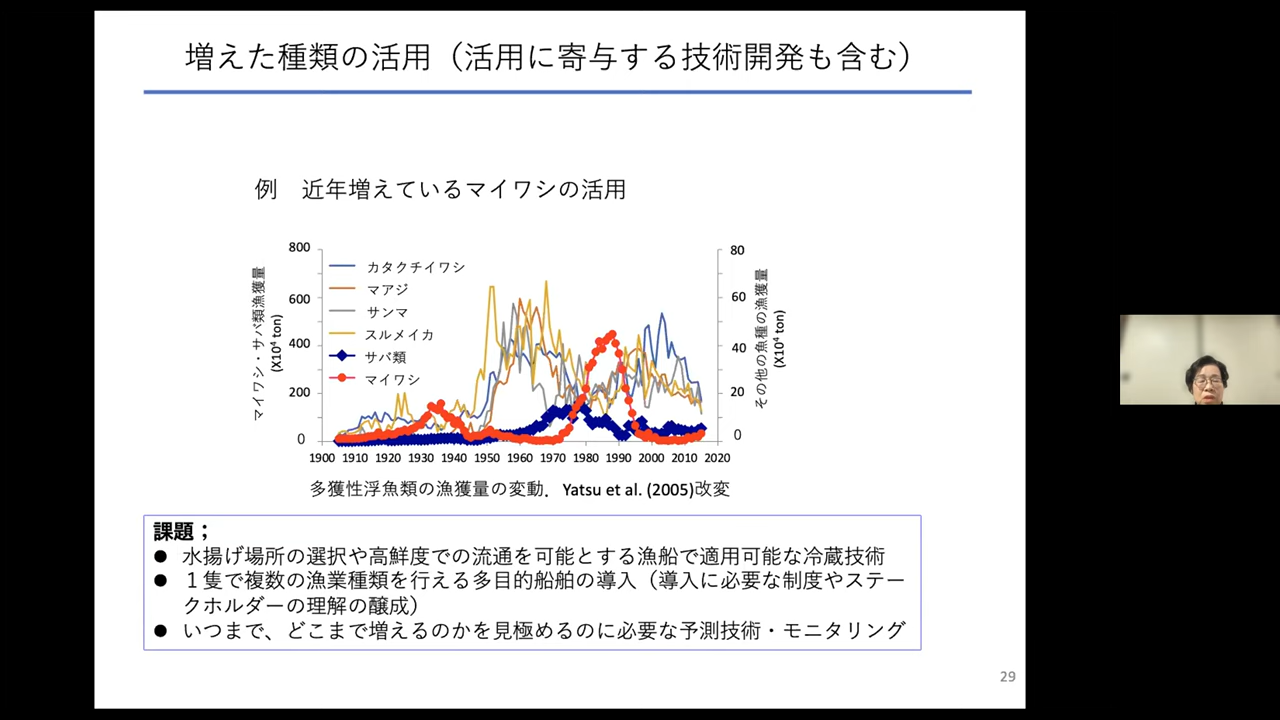 増えた種類の活用（活用に寄与する技術開発も含む）
例　近年増えているマイワシの活用
マイワシ・サバ類漁獲量
(X10⁴ ton)
800
600
400
200
0
カタクチイワシ
マアジ
サンマ
スルメイカ
サバ類
マイワシ
80
60
40
20
0
その他の魚種の漁獲量
(X10⁴ ton)
1900 1910 1920 1930 1940 1950 1960 1970 1980 1990 2000 2010 2020
多獲性浮魚類の漁獲量の変動．Yatsu et al. (2005)改変
課題；
● 水揚げ場所の選択や高鮮度での流通を可能とする漁船で適用可能な冷蔵技術
● １隻で複数の漁業種類を行える多目的船舶の導入（導入に必要な制度やステー
クホルダーの理解の醸成）
● いつまで、どこまで増えるのかを見極めるのに必要な予測技術・モニタリング
29